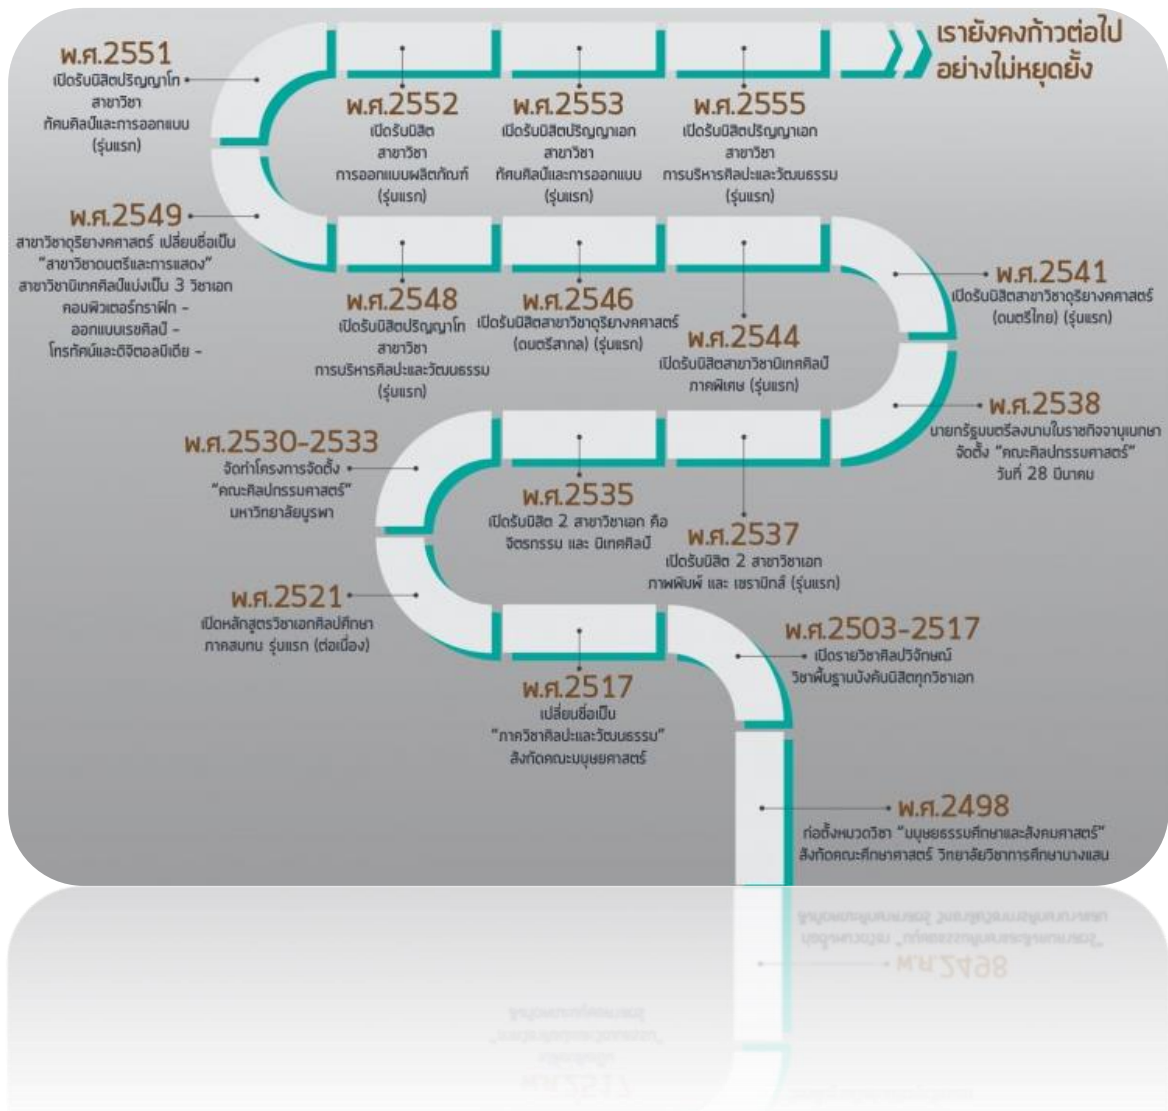 เรายังคงก้าวต่อไป
อย่างไม่หยุดยั้ง
พ.ศ.2551
เปิดรับนิสิตปริญญาโท
สาขาวิชา
ทัศนศิลป์และการออกแบบ
(รุ่นแรก)
พ.ศ.2552
เปิดรับนิสิต
สาขาวิชา
การออกแบบผลิตภัณฑ์
(รุ่นแรก)
พ.ศ.2553
เปิดรับนิสิตปริญญาเอก
สาขาวิชา
ทัศนศิลป์และการออกแบบ
(รุ่นแรก)
พ.ศ.2555
เปิดรับนิสิตปริญญาเอก
สาขาวิชา
การบริหารศิลปะและวัฒนธรรม
(รุ่นแรก)
พ.ศ.2549
สาขาวิชาดุริยางคศาสตร์ เปลี่ยนชื่อเป็น
"สาขาวิชาดนตรีและการแสดง"
สาขาวิชานิเทศศิลป์แบ่งเป็น 3 วิชาเอก
คอมพิวเตอร์กราฟิก -
ออกแบบเรขศิลป์ -
โทรทัศน์และดิจิตอลมีเดีย -
พ.ศ.2548
เปิดรับนิสิตปริญญาโท
สาขาวิชา
การบริหารศิลปะและวัฒนธรรม
(รุ่นแรก)
พ.ศ.2546
เปิดรับนิสิตสาขาวิชาดุริยางคศาสตร์
(ดนตรีสากล) (รุ่นแรก)
พ.ศ.2544
เปิดรับนิสิตสาขาวิชานิเทศศิลป์
ภาคพิเศษ (รุ่นแรก)
พ.ศ.2541
เปิดรับนิสิตสาขาวิชาดุริยางคศาสตร์
(ดนตรีไทย) (รุ่นแรก)
พ.ศ.2538
นายกรัฐมนตรีลงนามในราชกิจจานุเบกษา
จัดตั้ง "คณะศิลปกรรมศาสตร์"
วันที่ 28 มีนาคม
พ.ศ.2530-2533
จัดทำโครงการจัดตั้ง
"คณะศิลปกรรมศาสตร์"
มหาวิทยาลัยบูรพา
พ.ศ.2535
เปิดรับนิสิต 2 สาขาวิชาเอก คือ
จิตรกรรม และ นิเทศศิลป์
พ.ศ.2537
เปิดรับนิสิต 2 สาขาวิชาเอก
ภาพพิมพ์ และ เซรามิกส์ (รุ่นแรก)
พ.ศ.2521
เปิดหลักสูตรวิชาเอกศิลปศึกษา
ภาคสมทบ รุ่นแรก (ต่อเนื่อง)
พ.ศ.2517
เปลี่ยนชื่อเป็น
"ภาควิชาศิลปะและวัฒนธรรม"
สังกัดคณะมนุษยศาสตร์
พ.ศ.2503-2517
เปิดรายวิชาศิลปวิจักษณ์
วิชาพื้นฐานบังคับนิสิตทุกวิชาเอก
พ.ศ.2498
ก่อตั้งหมวดวิชา "มนุษยธรรมศึกษาและสังคมศาสตร์"
สังกัดคณะศึกษาศาสตร์ วิทยาลัยวิชาการศึกษาบางแสน